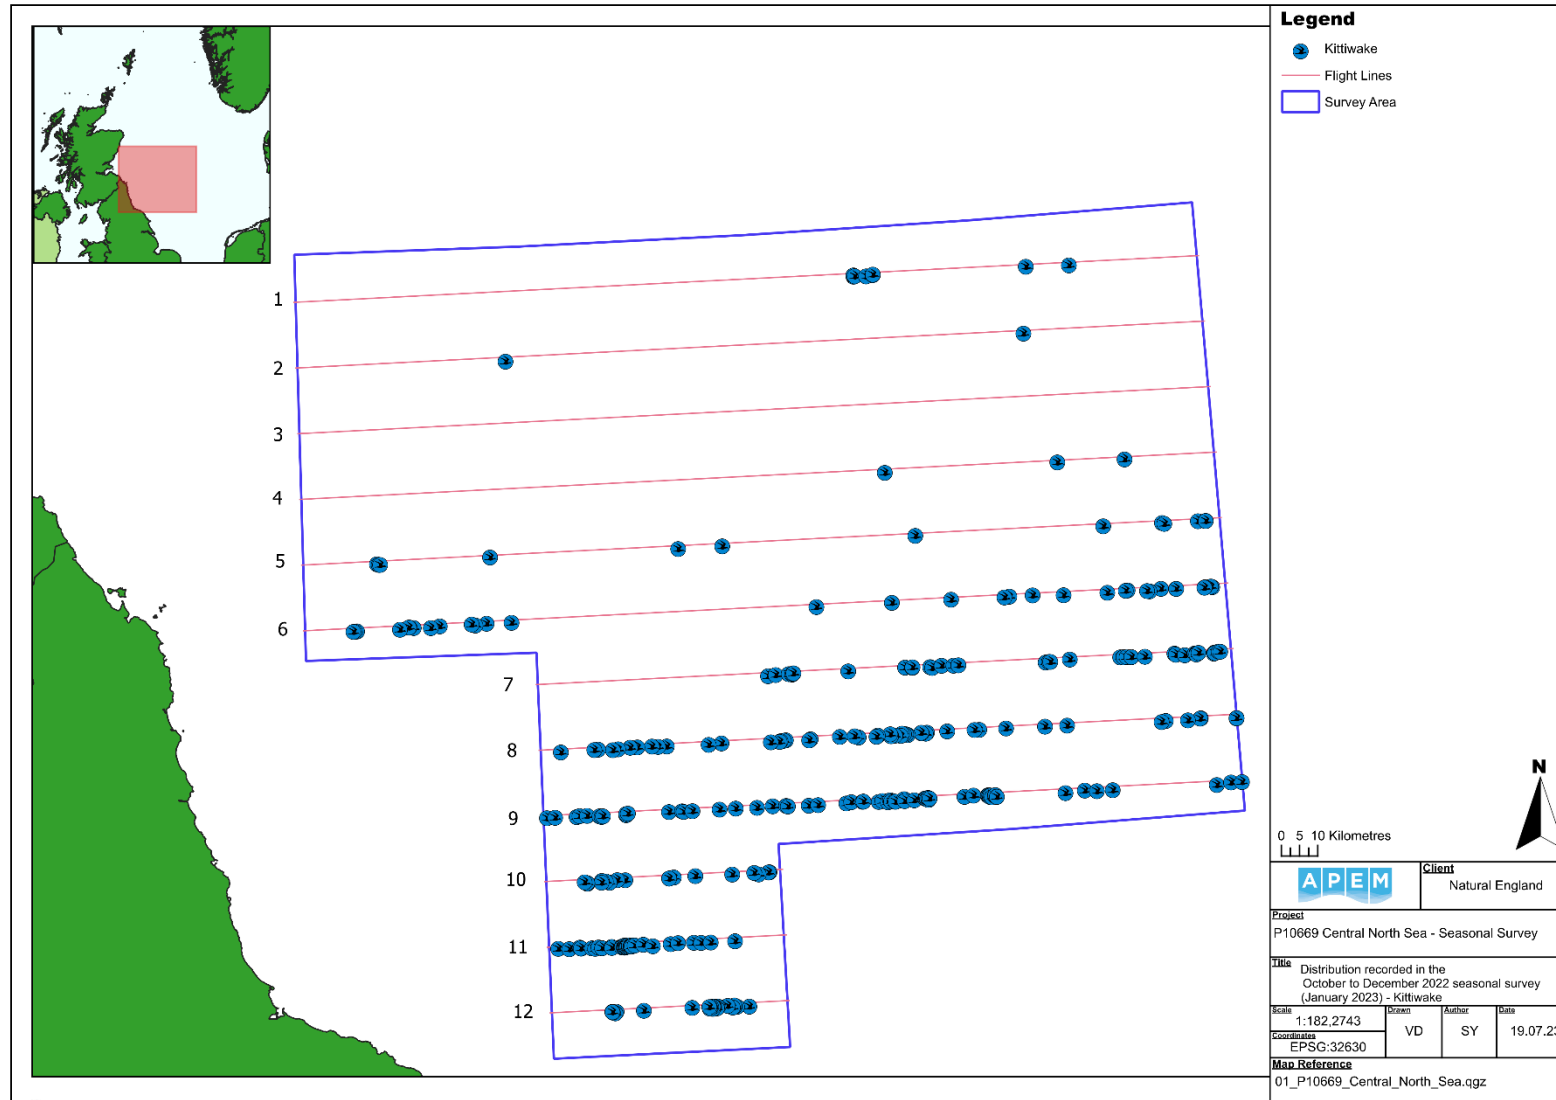 Legend
Kittiwake
Flight Lines
Survey Area
1
2
3
4
5
6
7
8
9
10
11
12
N
0 5 10 Kilometres
APEM
Client
Natural England
Project
P10669 Central North Sea - Seasonal Survey
Title
Distribution recorded in the
October to December 2022 seasonal survey
(January 2023) - Kittiwake
Scale
1:182,2743
Drawn
VD
Author
SY
Date
19.07.23
Coordinates
EPSG:32630
Map Reference
01_P10669_Central_North_Sea.qgz